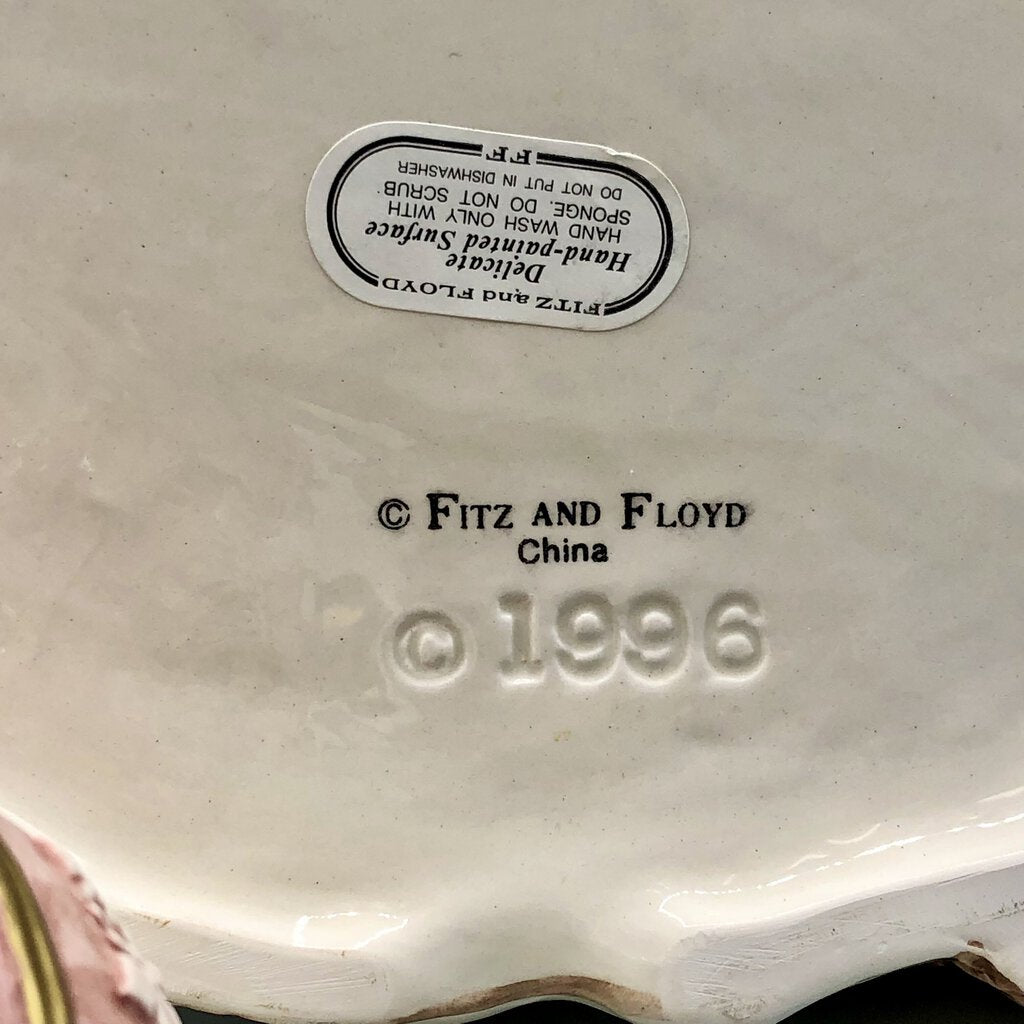 FITZ and FLOYD
Delicate
Hand-painted Surface
HAND WASH ONLY WITH
SPONGE. DO NOT SCRUB
DO NOT PUT IN DISHWASHER
FF
© FITZ AND FLOYD
China
© 1996